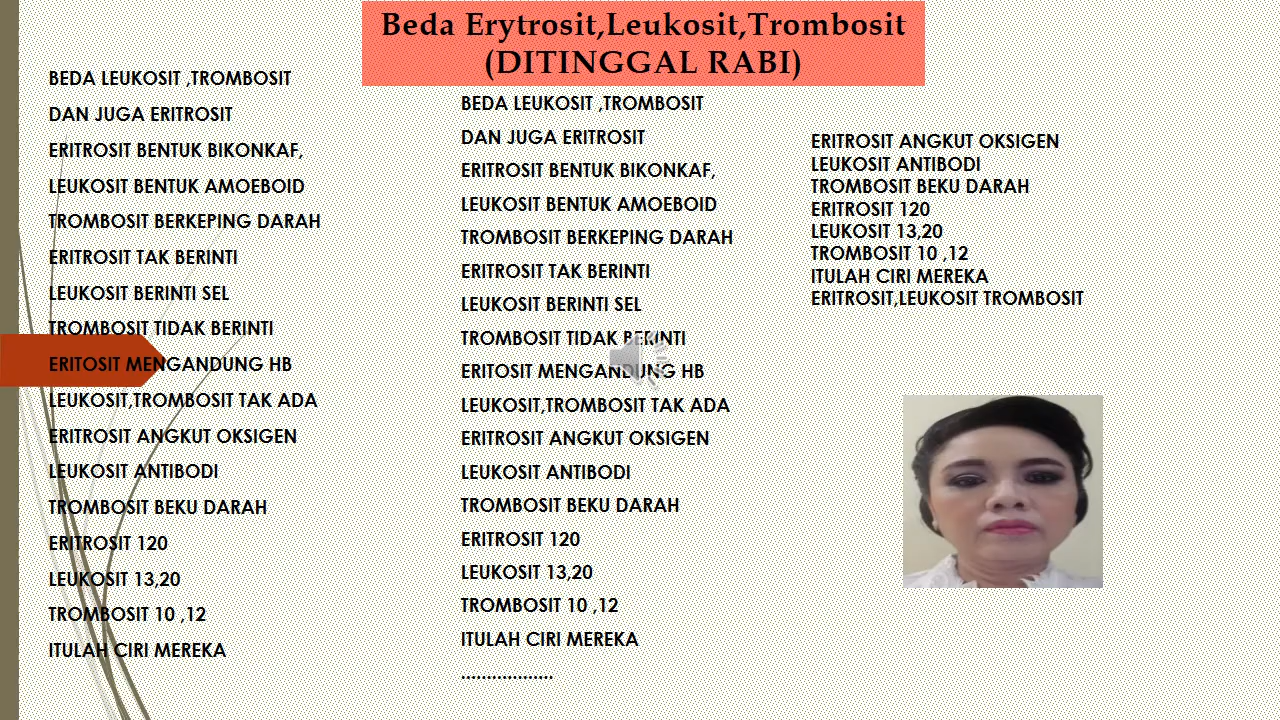 Beda Erytrosit,Leukosit,Trombosit
(DITINGGAL RABI)
BEDA LEUKOSIT ,TROMBOSIT
DAN JUGA ERITROSIT
ERITROSIT BENTUK BIKONKAF,
LEUKOSIT BENTUK AMOEBOID
TROMBOSIT BERKEPING DARAH
ERITROSIT TAK BERINTI
LEUKOSIT BERINTI SEL
TROMBOSIT TIDAK BERINTI
ERITOSIT MENGANDUNG HB
LEUKOSIT,TROMBOSIT TAK ADA
ERITROSIT ANGKUT OKSIGEN
LEUKOSIT ANTIBODI
TROMBOSIT BEKU DARAH
ERITROSIT 120
LEUKOSIT 13,20
TROMBOSIT 10 ,12
ITULAH CIRI MEREKA
BEDA LEUKOSIT ,TROMBOSIT
DAN JUGA ERITROSIT
ERITROSIT BENTUK BIKONKAF,
LEUKOSIT BENTUK AMOEBOID
TROMBOSIT BERKEPING DARAH
ERITROSIT TAK BERINTI
LEUKOSIT BERINTI SEL
TROMBOSIT TIDAK BERINTI
ERITOSIT MENGANDUNG HB
LEUKOSIT,TROMBOSIT TAK ADA
ERITROSIT ANGKUT OKSIGEN
LEUKOSIT ANTIBODI
TROMBOSIT BEKU DARAH
ERITROSIT 120
LEUKOSIT 13,20
TROMBOSIT 10 ,12
ITULAH CIRI MEREKA
..................
ERITROSIT ANGKUT OKSIGEN
LEUKOSIT ANTIBODI
TROMBOSIT BEKU DARAH
ERITROSIT 120
LEUKOSIT 13,20
TROMBOSIT 10 ,12
ITULAH CIRI MEREKA
ERITROSIT,LEUKOSIT TROMBOSIT